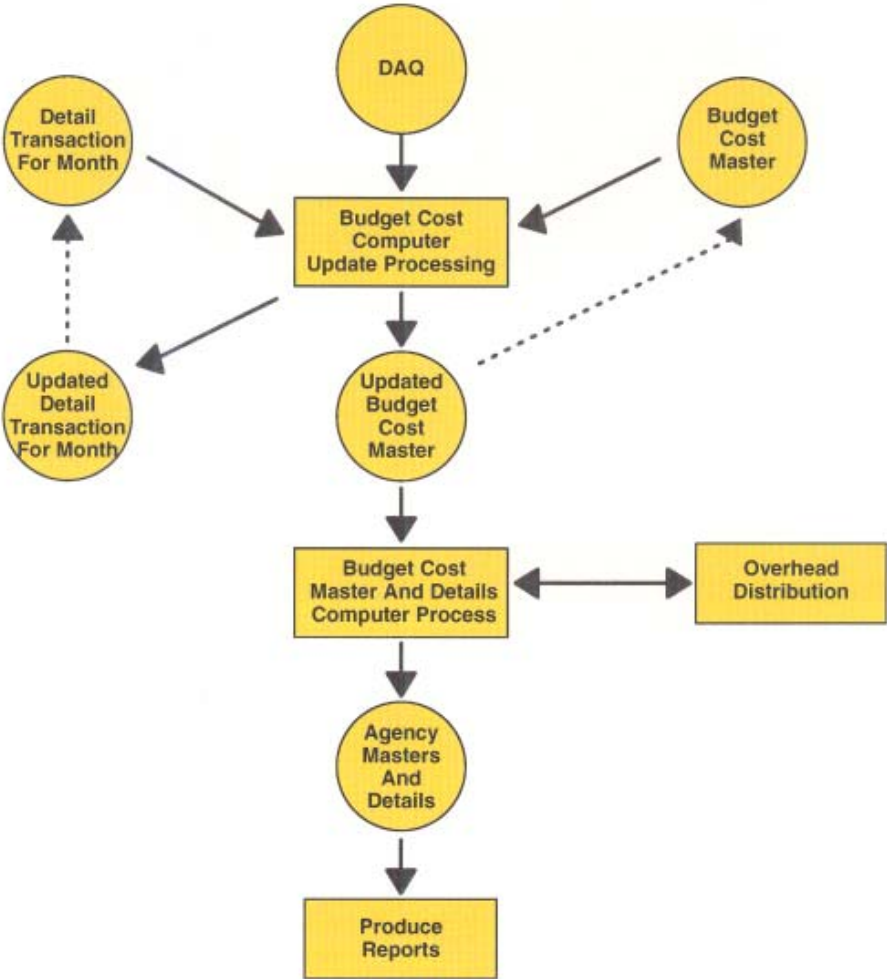 DAQ
Detail
Transaction
For Month
Budget
Cost
Master
Budget Cost
Computer
Update Processing
Updated
Detail
Transaction
For Month
Updated
Budget
Cost
Master
Budget Cost
Master And Details
Computer Process
Overhead
Distribution
Agency
Masters
And
Details
Produce
Reports